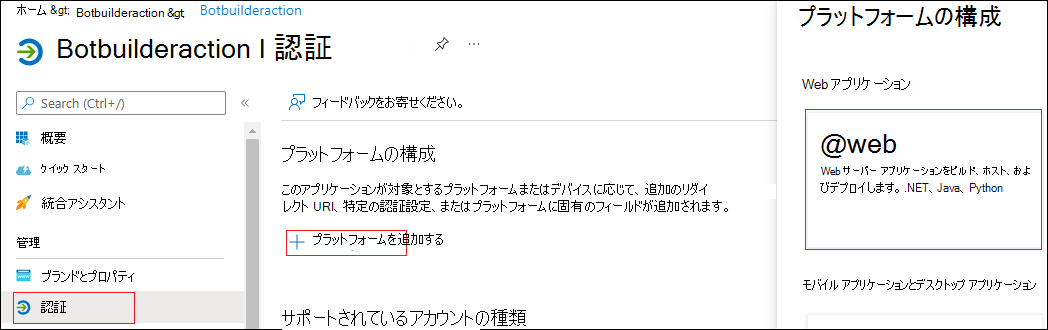 ホーム &gt; Botbuilderaction &gt; Botbuilderaction
Botbuilderaction | 認証
Search (Ctrl+/)
«
概要
クイック スタート
統合アシスタント
管理
ブランドとプロパティ
認証
フィードバックをお寄せください。
プラットフォームの構成
このアプリケーションが対象とするプラットフォームまたはデバイスに応じて、追加のリダイ
レクト URI、特定の認証設定、またはプラットフォームに固有のフィールドが追加されます。
プラットフォームを追加する
サポートされているアカウントの種類
プラットフォームの構成
Web アプリケーション
@web
Web サーバー アプリケーションをビルド、ホスト、およ
びデプロイします。.NET、Java、Python
モバイル アプリケーションとデスクトップ アプリケーション